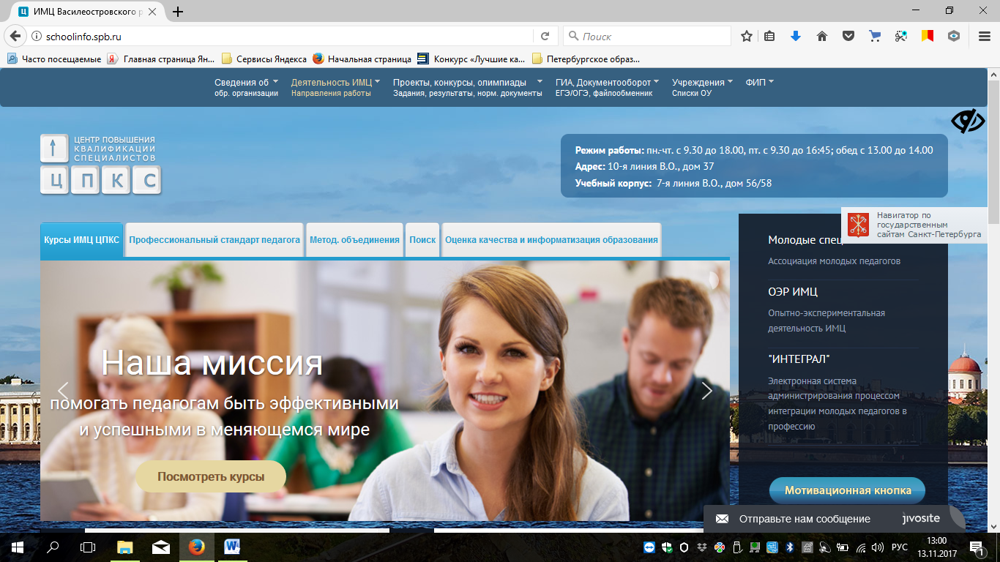 ИМЦ Василеостровского р
schoolinfo.spb.ru
Поиск
Часто посещаемые
Главная страница Ян...
Сервисы Яндекса
Начальная страница
Конкурс «Лучшие ка...
Петербургское образ...
Сведения об
обр. организации
Деятельность ИМЦ
Направления работы
Проекты, конкурсы, олимпиады
Задания, результаты, норм. документы
ГИА, Документооборот
ЕГЭ/ОГЭ, файлообменник
Учреждения
Списки ОУ
ФИП
ЦЕНТР ПОВЫШЕНИЯ
КВАЛИФИКАЦИИ
СПЕЦИАЛИСТОВ
Ц П К С
Режим работы: пн.-чт. с 9.30 до 18.00, пт. с 9.30 до 16:45; обед с 13.00 до 14.00
Адрес: 10-я линия В.О., дом 37
Учебный корпус: 7-я линия В.О., дом 56/58
Навигатор по
государственным
сайтам Санкт-Петербурга
Курсы ИМЦ ЦПКС
Профессиональный стандарт педагога
Метод. объединения
Поиск
Оценка качества и информатизация образования
Наша миссия
помогать педагогам быть эффективными
и успешными в меняющемся мире
Посмотреть курсы
Молодые спец
Ассоциация молодых педагогов
ОЭР ИМЦ
Опытно-экспериментальная
деятельность ИМЦ
"ИНТЕГРАЛ"
Электронная система
администрирования процессом
интеграции молодых педагогов в
профессию
Мотивационная кнопка
Отправьте нам сообщение
jivosite
РУС
13:00
13.11.2017
1